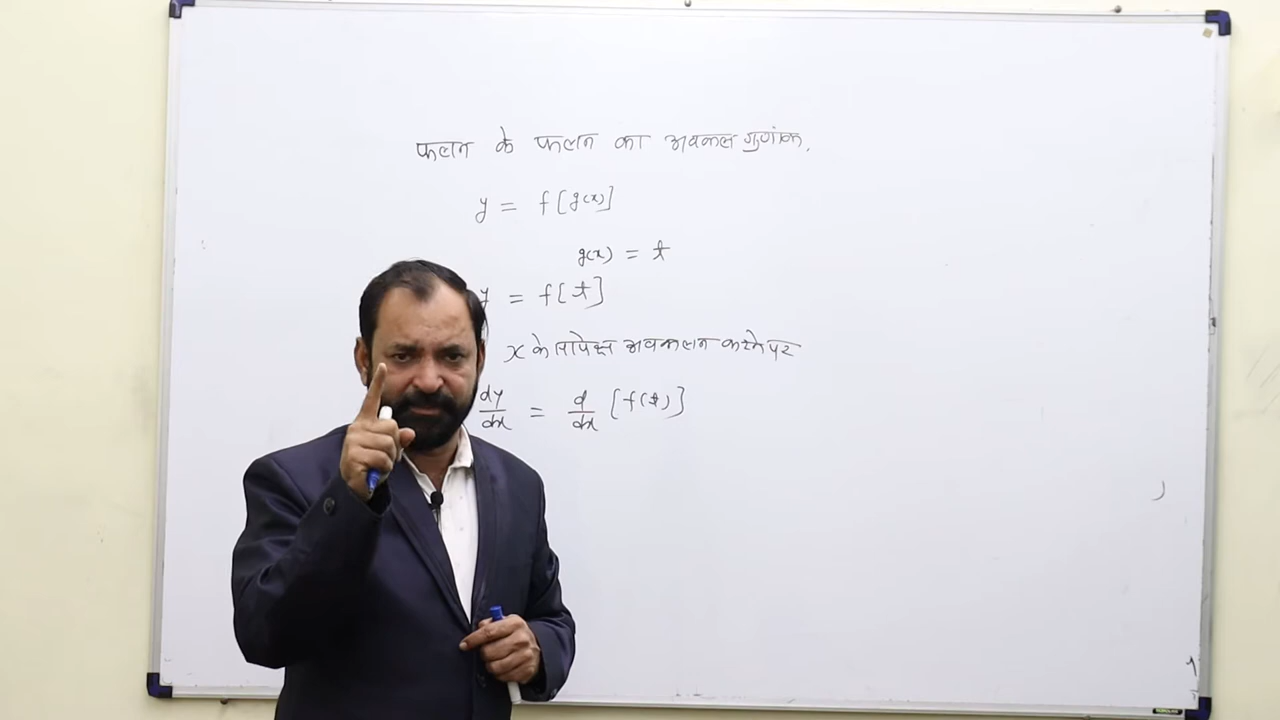 फलन के फलन का अवकल गुणांक.
y = f[g(x)]
g(x) = t
y = f[t]
x के सापेक्ष अवकलन करने पर
dy/dx = d/dx [f(t)]